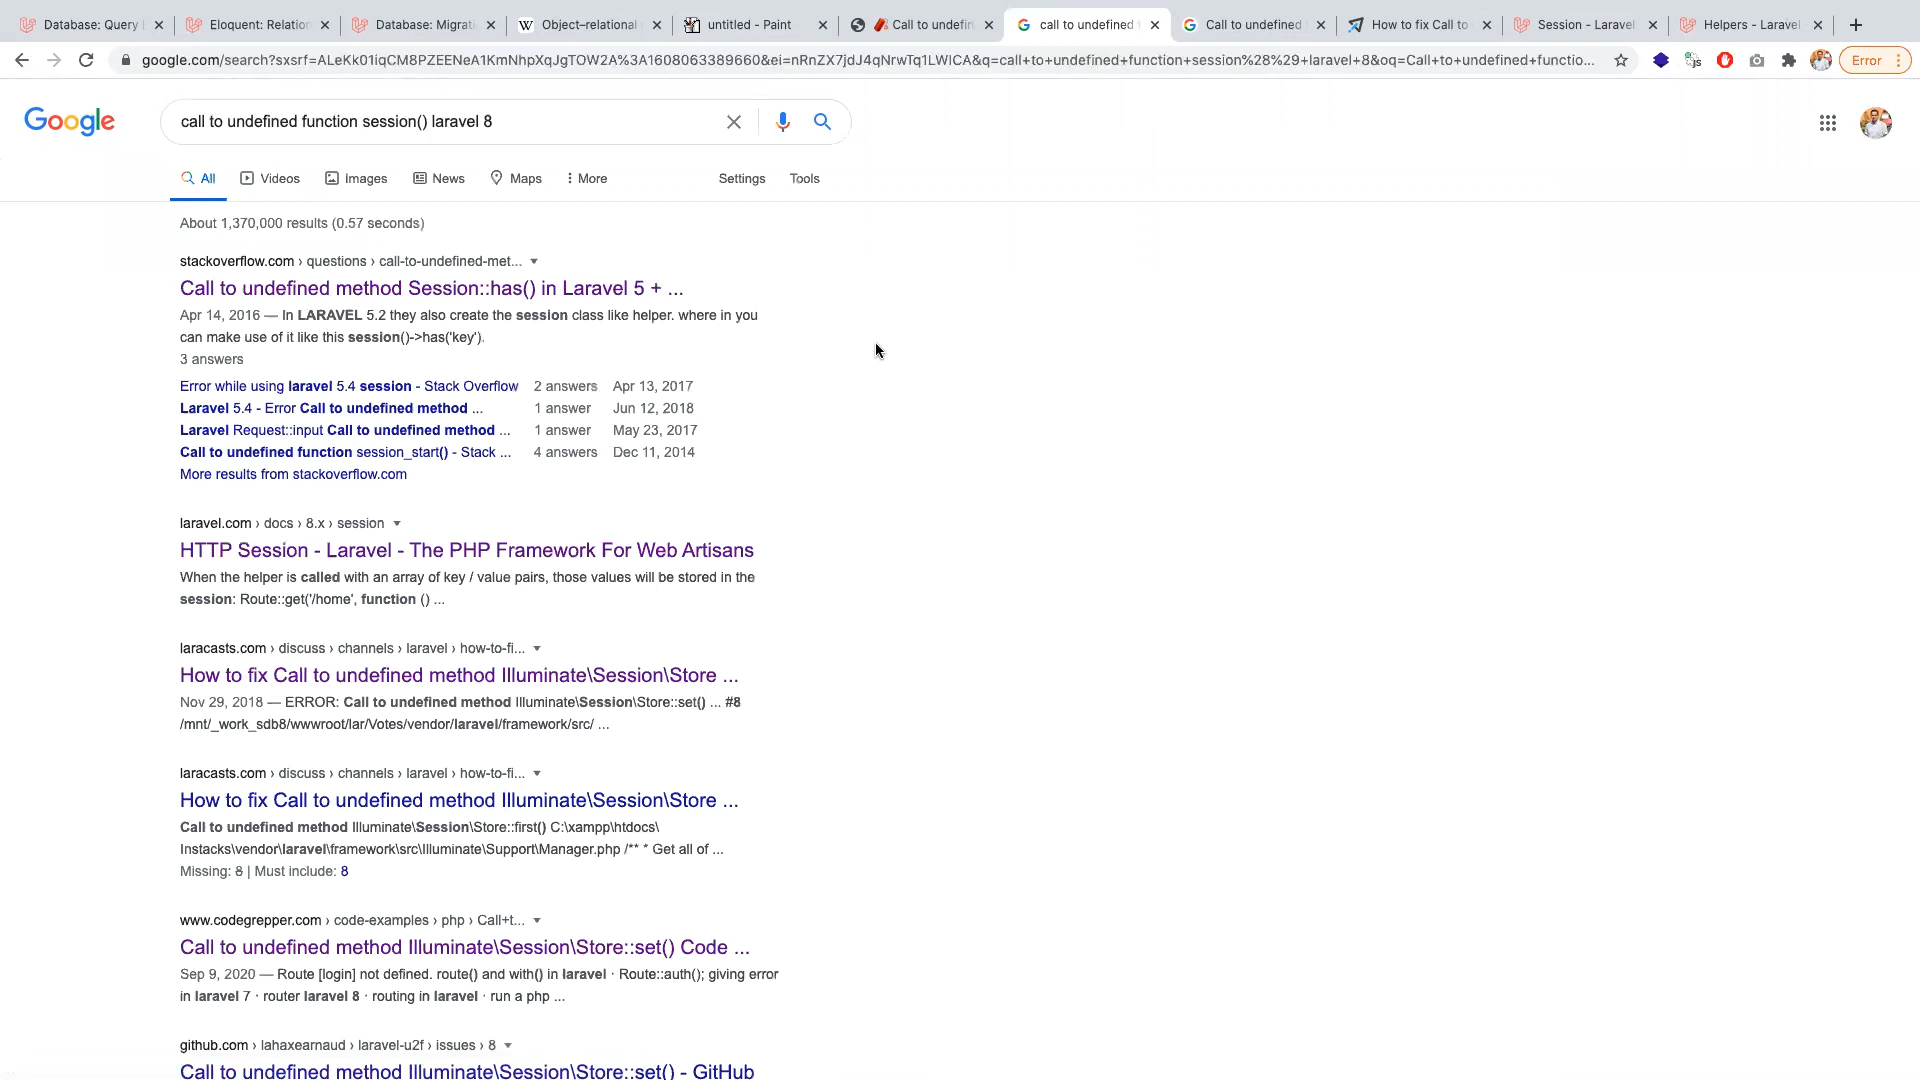 Database: Query
Eloquent: Relation
Database: Migrati
Object–relational
untitled - Paint
Call to undefin
call to undefined f
Call to undefined
How to fix Call to
Session - Laravel
Helpers - Laravel
google.com/search?sxsrf=ALeKk01iqCM8PZEENeA1KmNhpXqJgTOW2A%3A1608063389660&ei=nRnZX7jdJ4qNrwTq1LWICA&q=call+to+undefined+function+session%28%29+laravel+8&oq=Call+to+undefined+functio...
Error
Google
call to undefined function session() laravel 8
All
Videos
Images
News
Maps
More
Settings
Tools
About 1,370,000 results (0.57 seconds)
stackoverflow.com › questions › call-to-undefined-met...
Call to undefined method Session::has() in Laravel 5 + ...
Apr 14, 2016 — In LARAVEL 5.2 they also create the session class like helper. where in you
can make use of it like this session()->has('key').
3 answers
Error while using laravel 5.4 session - Stack Overflow 2 answers Apr 13, 2017
Laravel 5.4 - Error Call to undefined method ... 1 answer Jun 12, 2018
Laravel Request::input Call to undefined method ... 1 answer May 23, 2017
Call to undefined function session_start() - Stack ... 4 answers Dec 11, 2014
More results from stackoverflow.com
laravel.com › docs › 8.x › session
HTTP Session - Laravel - The PHP Framework For Web Artisans
When the helper is called with an array of key / value pairs, those values will be stored in the
session: Route::get('/home', function () ...
laracasts.com › discuss › channels › laravel › how-to-fi...
How to fix Call to undefined method Illuminate\Session\Store ...
Nov 29, 2018 — ERROR: Call to undefined method Illuminate\Session\Store::set() ... #8
/mnt/_work_sdb8/wwwroot/lar/Votes/vendor/laravel/framework/src/ ...
laracasts.com › discuss › channels › laravel › how-to-fi...
How to fix Call to undefined method Illuminate\Session\Store ...
Call to undefined method Illuminate\Session\Store::first() C:\xampp\htdocs\
Instacks\vendor\laravel\framework\src\Illuminate\Support\Manager.php /** * Get all of ...
Missing: 8 | Must include: 8
www.codegrepper.com › code-examples › php › Call+t...
Call to undefined method Illuminate\Session\Store::set() Code ...
Sep 9, 2020 — Route [login] not defined. route() and with() in laravel · Route::auth(); giving error
in laravel 7 · router laravel 8 · routing in laravel · run a php ...
github.com › lahaxearnaud › laravel-u2f › issues › 8
Call to undefined method Illuminate\Session\Store::set() - GitHub